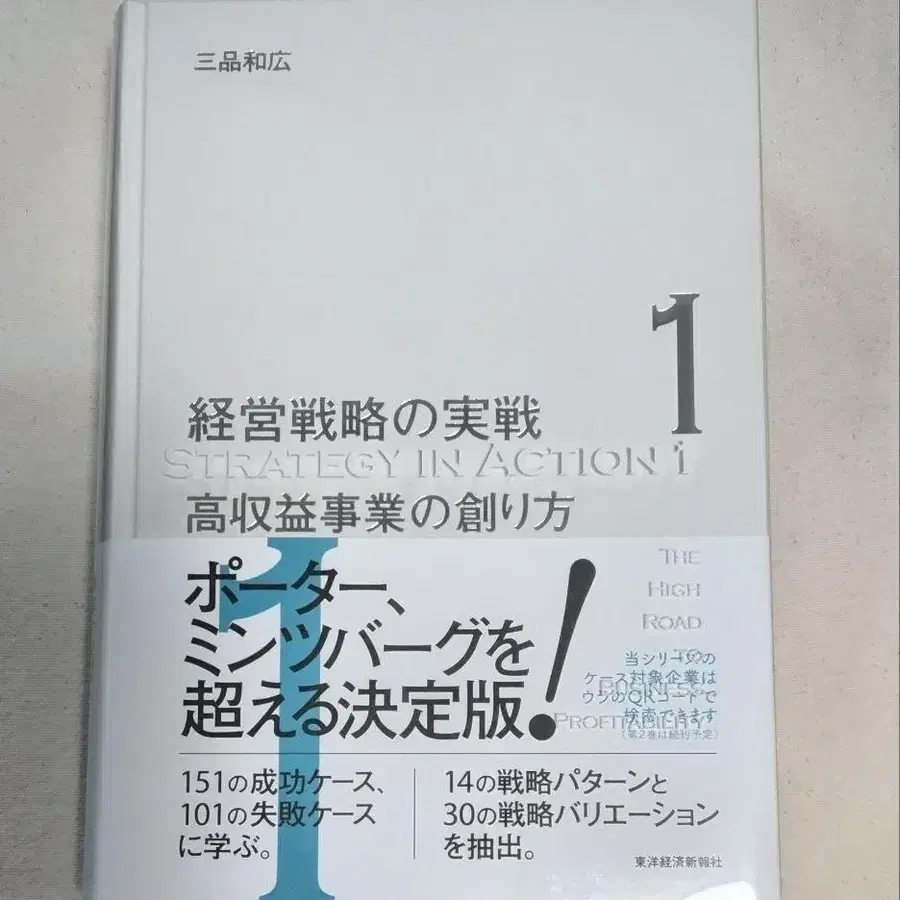 三品和広
1
経営戦略の実戦
STRATEGY IN ACTION 1
高収益事業の創り方
THE
HIGH
ROAD
TO
BUSINESS
PROFITABILITY
1
ポーター、
ミンツバーグを
超える決定版!
当シリーズの
ケース対象企業は
ウラのQRコードで
検索できます
(第2巻は続刊予定)
151の成功ケース、
101の失敗ケース
に学ぶ。
14の戦略パターンと
30の戦略バリエーション
を抽出。
東洋経済新報社